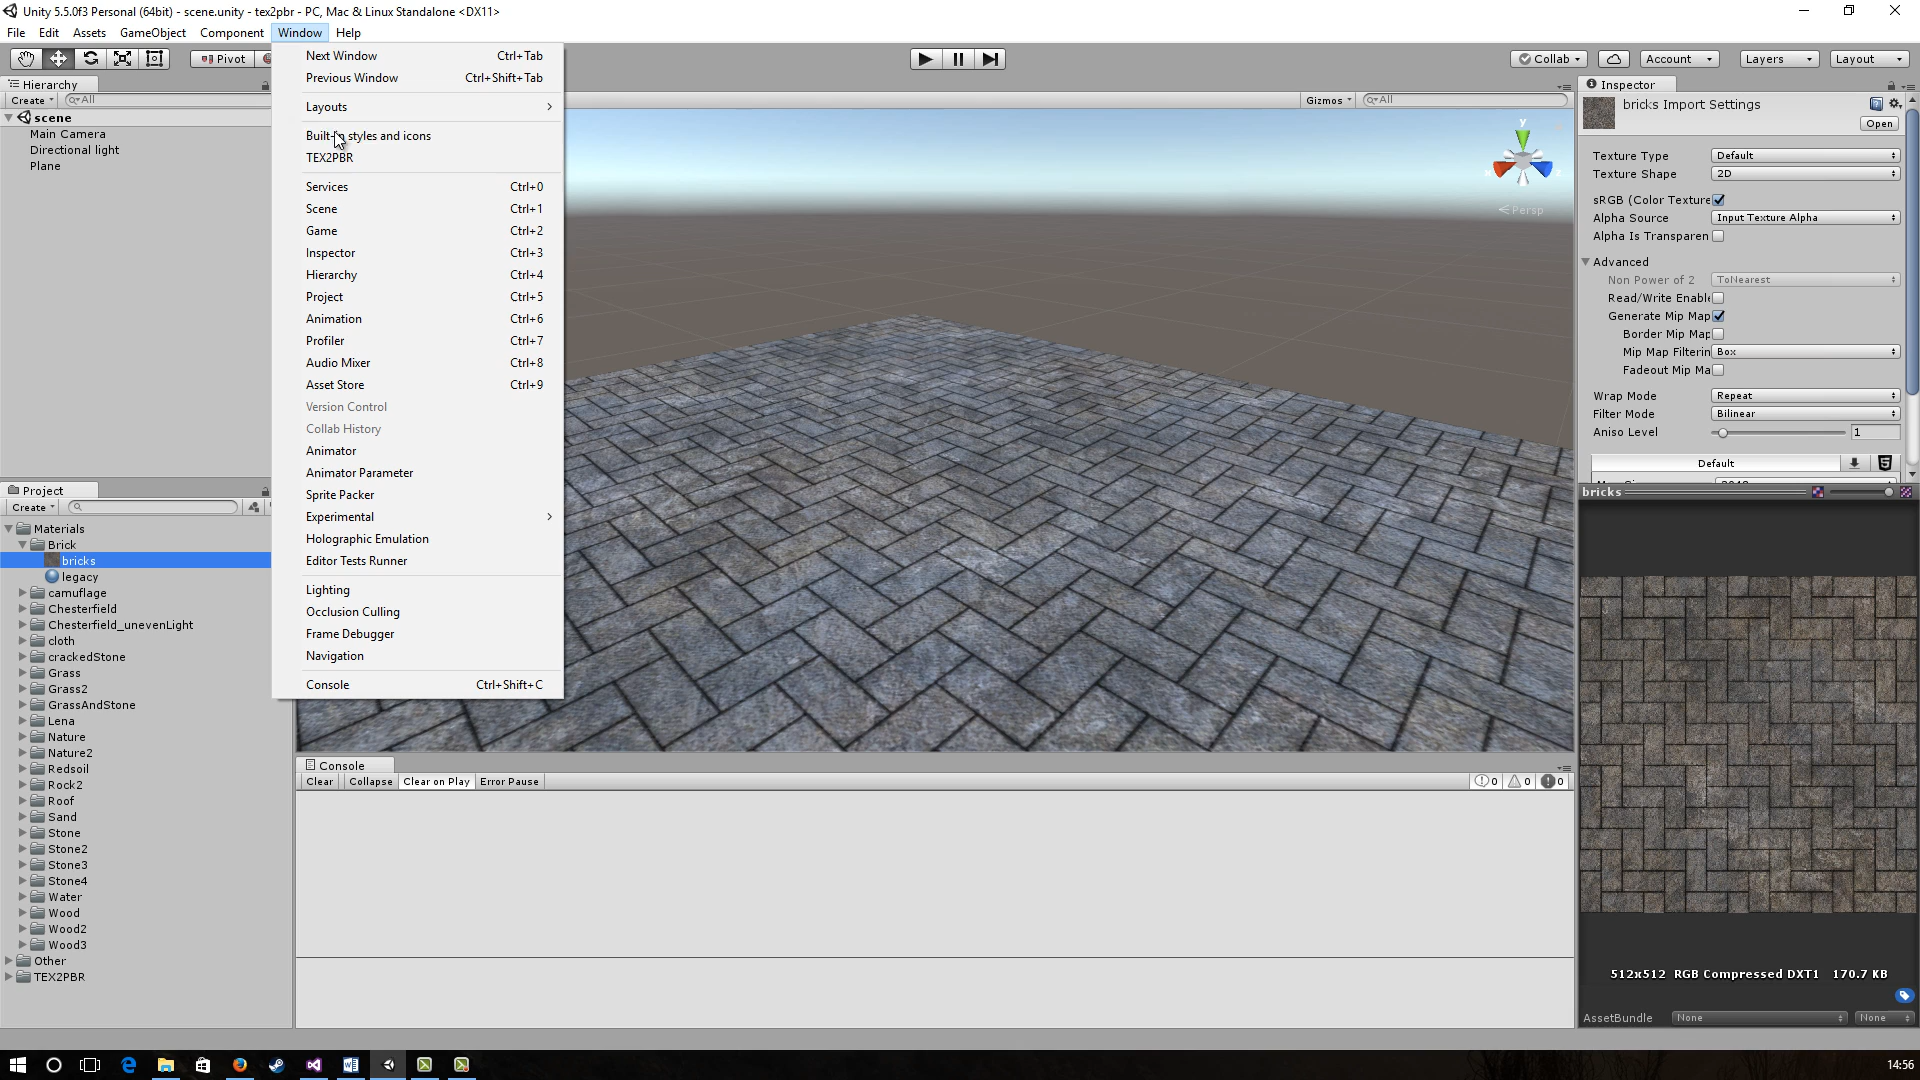 Unity 5.5.0f3 Personal (64bit) - scene.unity - tex2pbr - PC, Mac & Linux Standalone <DX11>
File Edit Assets GameObject Component Window Help
Pivot
Collab Account Layers Layout
Hierarchy
Create All
scene
Main Camera
Directional light
Plane
Next Window Ctrl+Tab
Previous Window Ctrl+Shift+Tab
Layouts
Built-in styles and icons
TEX2PBR
Services Ctrl+0
Scene Ctrl+1
Game Ctrl+2
Inspector Ctrl+3
Hierarchy Ctrl+4
Project Ctrl+5
Animation Ctrl+6
Profiler Ctrl+7
Audio Mixer Ctrl+8
Asset Store Ctrl+9
Version Control
Collab History
Animator
Animator Parameter
Sprite Packer
Experimental
Holographic Emulation
Editor Tests Runner
Lighting
Occlusion Culling
Frame Debugger
Navigation
Console Ctrl+Shift+C
Gizmos All
y
Persp
Inspector
bricks Import Settings
Open
Texture Type Default
Texture Shape 2D
sRGB (Color Texture
Alpha Source Input Texture Alpha
Alpha Is Transparen
Advanced
Non Power of 2 ToNearest
Read/Write Enabl
Generate Mip Map
Border Mip Map
Mip Map Filterin Box
Fadeout Mip Ma
Wrap Mode Repeat
Filter Mode Bilinear
Aniso Level 1
Default
bricks
512x512 RGB Compressed DXT1 170.7 KB
AssetBundle None None
Project
Create
Materials
Brick
bricks
legacy
camuflage
Chesterfield
Chesterfield_unevenLight
cloth
crackedStone
Grass
Grass2
GrassAndStone
Lena
Nature
Nature2
Redsoil
Rock2
Roof
Sand
Stone
Stone2
Stone3
Stone4
Water
Wood
Wood2
Wood3
Other
TEX2PBR
Console
Clear Collapse Clear on Play Error Pause 0 0 0
14:56